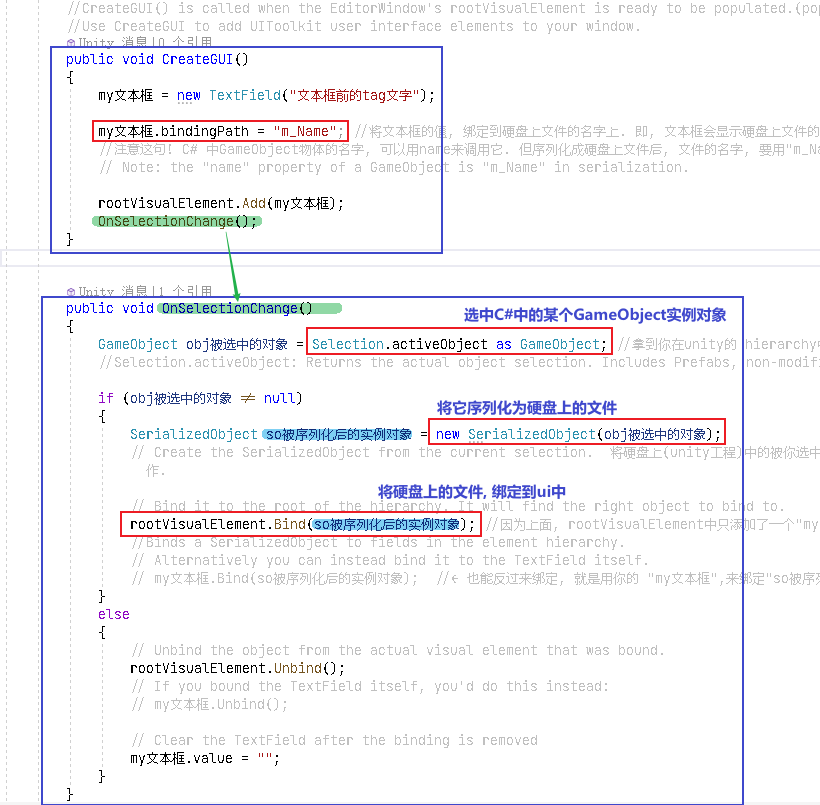 //CreateGUI() is called when the EditorWindow's rootVisualElement is ready to be populated.(pop
//Use CreateGUI to add UIToolkit user interface elements to your window.
Unity 消息|0 个引用
public void CreateGUI()
{
my文本框 = new TextField("文本框前的tag文字");
my文本框.bindingPath = "m_Name"; //将文本框的值, 绑定到硬盘上文件的名字上. 即, 文本框会显示硬盘上文件的
//注意这句! C# 中GameObject物体的名字, 可以用name来调用它. 但序列化成硬盘上文件后, 文件的名字, 要用"m_Na
// Note: the "name" property of a GameObject is "m_Name" in serialization.
rootVisualElement.Add(my文本框);
OnSelectionChange();
}
Unity 消息|1 个引用
public void OnSelectionChange()
选中C#中的某个GameObject实例对象
{
GameObject obj被选中的对象 = Selection.activeObject as GameObject; //拿到你在unity的 hierarchy中
//Selection.activeObject: Returns the actual object selection. Includes Prefabs, non-modifi
if (obj被选中的对象 ≠ null)
将它序列化为硬盘上的文件
{
SerializedObject so被序列化后的实例对象 = new SerializedObject(obj被选中的对象);
// Create the SerializedObject from the current selection. 将硬盘上(unity工程)中的被你选中
作.
将硬盘上的文件, 绑定到ui中
// Bind it to the root of the hierarchy. It will find the right object to bind to.
rootVisualElement.Bind(so被序列化后的实例对象); //因为上面, rootVisualElement中只添加了一个"my
//Binds a SerializedObject to fields in the element hierarchy.
// Alternatively you can instead bind it to the TextField itself.
// my文本框.Bind(so被序列化后的实例对象); //← 也能反过来绑定, 就是用你的 "my文本框",来绑定"so被序列
}
else
{
// Unbind the object from the actual visual element that was bound.
rootVisualElement.Unbind();
// If you bound the TextField itself, you'd do this instead:
// my文本框.Unbind();
// Clear the TextField after the binding is removed
my文本框.value = "";
}
}